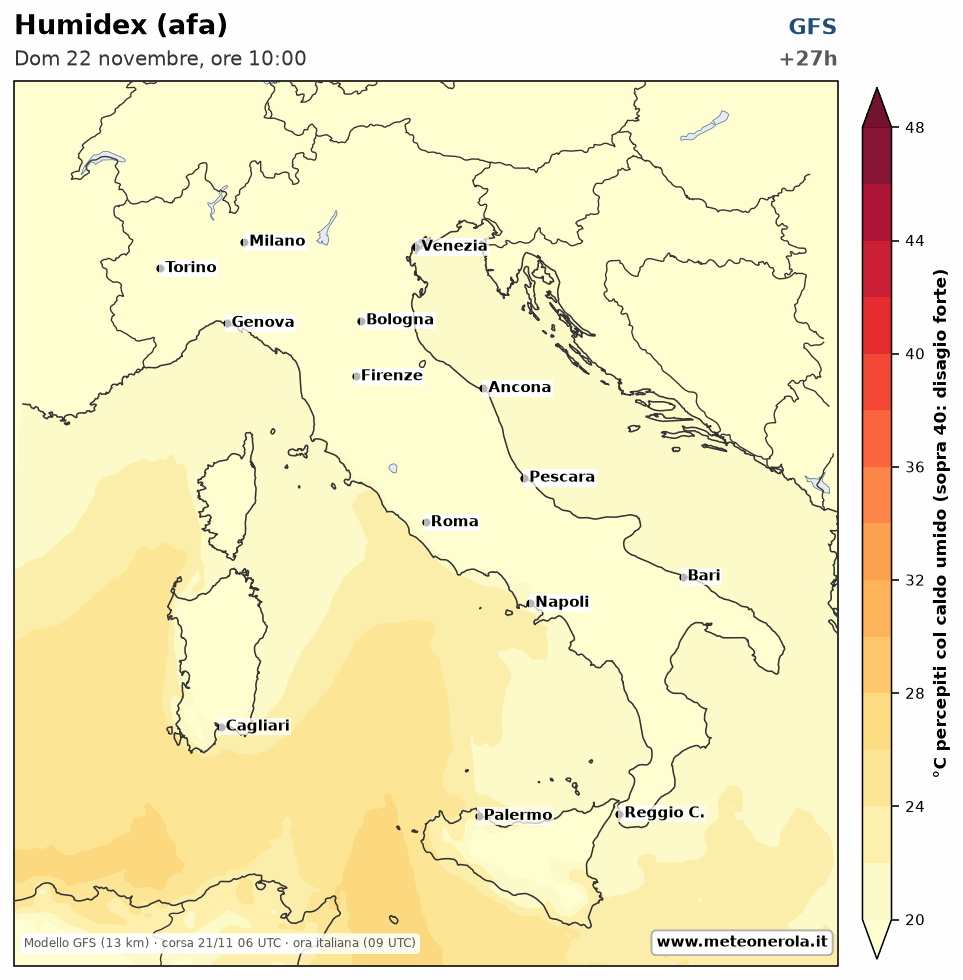 Humidex (afa)
GFS
Dom 22 novembre, ore 10:00
+27h
Milano
Venezia
Torino
Genova
Bologna
Firenze
Ancona
Pescara
Roma
Bari
Napoli
Cagliari
Palermo
Reggio C.
48
44
40
36
32
28
24
20
°C percepiti col caldo umido (sopra 40: disagio forte)
Modello GFS (13 km) · corsa 21/11 06 UTC · ora italiana (09 UTC)
www.meteonerola.it